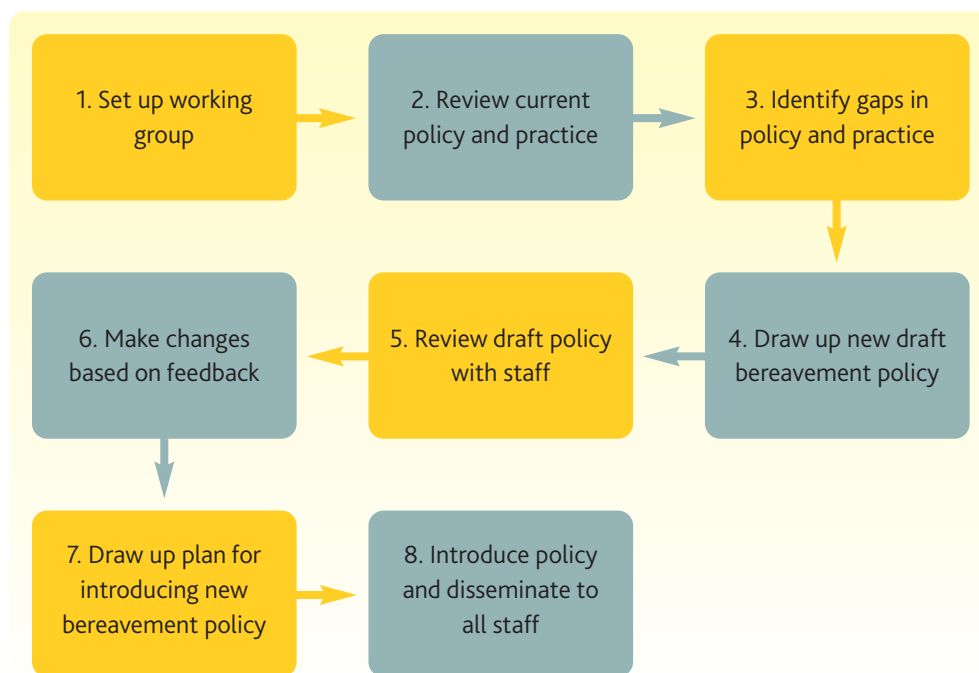 1. Set up working
group
2. Review current
policy and practice
3. Identify gaps in
policy and practice
4. Draw up new draft
bereavement policy
5. Review draft policy
with staff
6. Make changes
based on feedback
7. Draw up plan for
introducing new
bereavement policy
8. Introduce policy
and disseminate to
all staff